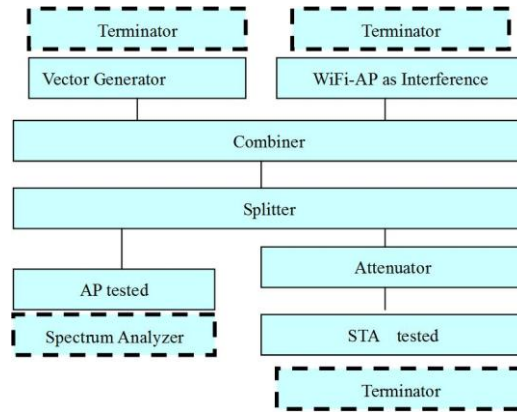 Terminator
Terminator
Vector Generator
WiFi-AP as Interference
Combiner
Splitter
AP tested
Attenuator
Spectrum Analyzer
STA tested
Terminator